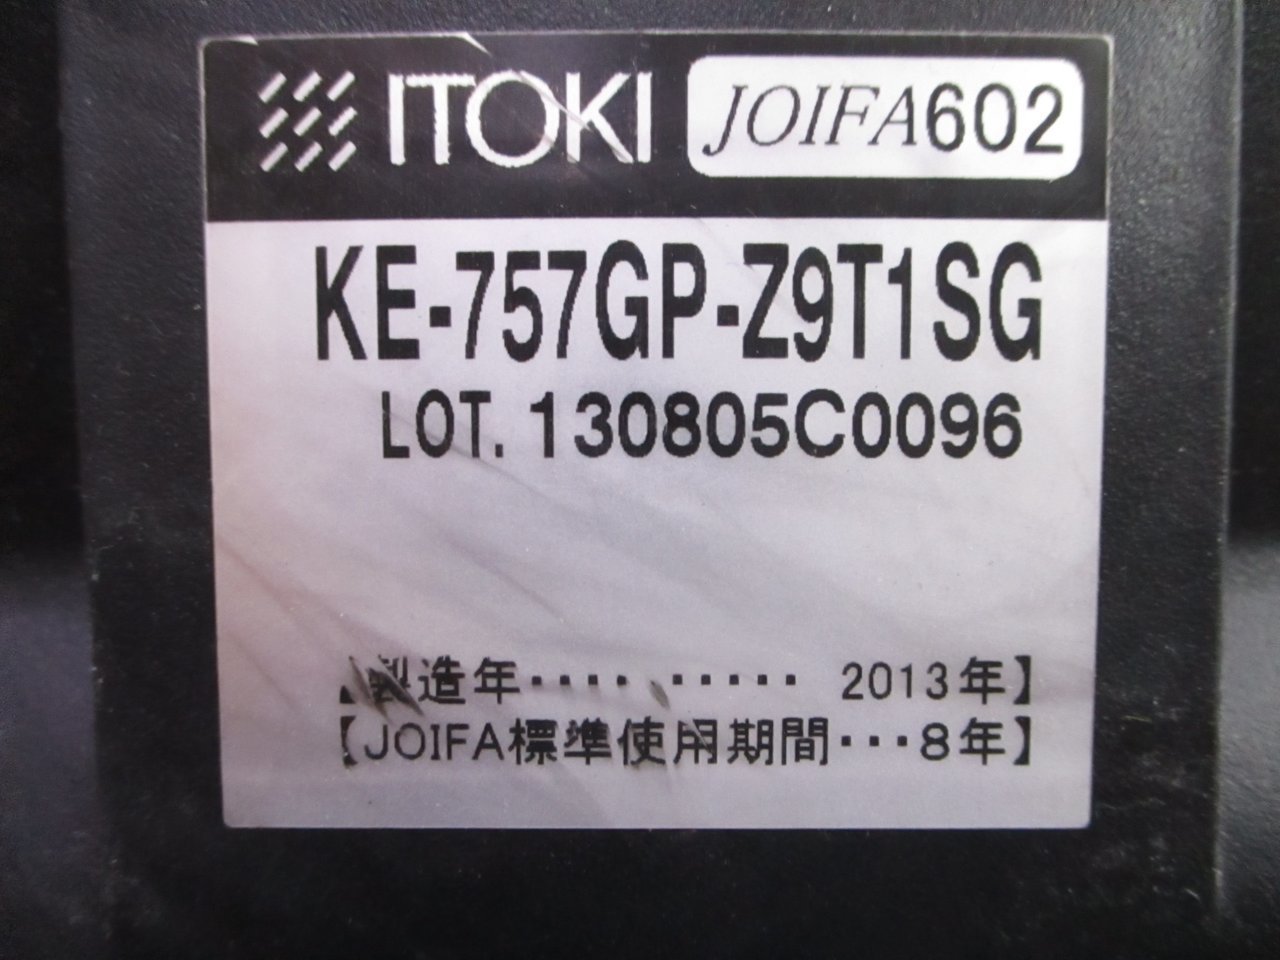 ITOKI JOIFA602
KE-757GP-Z9T1SG
LOT. 130805C0096
【製造年‥‥ ‥‥・ 2013年】
【JOIFA標準使用期間・・・8年】